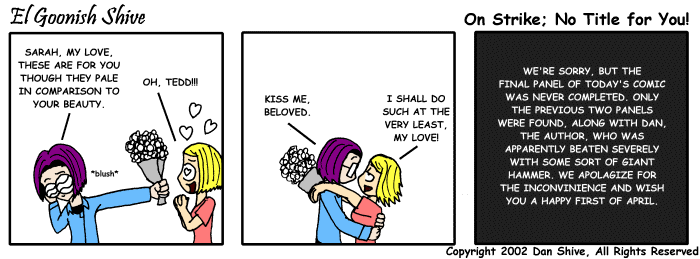 El Goonish Shive
On Strike; No Title for You!
SARAH, MY LOVE,
THESE ARE FOR YOU
THOUGH THEY PALE
IN COMPARISON TO
YOUR BEAUTY.
OH, TEDD!!!
*blush*
KISS ME,
BELOVED.
I SHALL DO
SUCH AT THE
VERY LEAST,
MY LOVE!
WE'RE SORRY, BUT THE
FINAL PANEL OF TODAY'S COMIC
WAS NEVER COMPLETED. ONLY
THE PREVIOUS TWO PANELS
WERE FOUND, ALONG WITH DAN,
THE AUTHOR, WHO WAS
APPARENTLY BEATEN SEVERELY
WITH SOME SORT OF GIANT
HAMMER. WE APOLAGIZE FOR
THE INCONVINIENCE AND WISH
YOU A HAPPY FIRST OF APRIL.
Copyright 2002 Dan Shive, All Rights Reserved